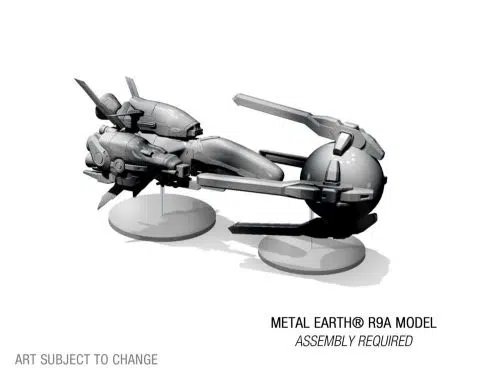 METAL EARTH® R9A MODEL
ASSEMBLY REQUIRED
ART SUBJECT TO CHANGE